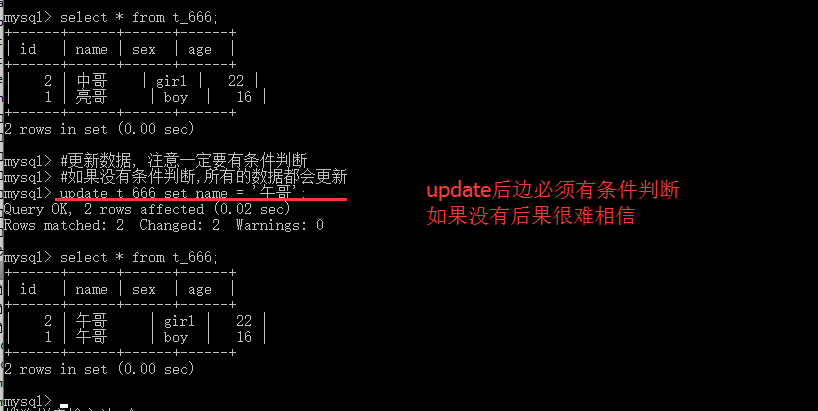 mysql> select * from t_666;
+------+------+------+------+
| id | name | sex | age |
+------+------+------+------+
| 2 | 中哥 | girl | 22 |
| 1 | 亮哥 | boy | 16 |
+------+------+------+------+
2 rows in set (0.00 sec)
mysql> #更新数据, 注意一定要有条件判断
mysql> #如果没有条件判断,所有的数据都会更新
mysql> update t_666 set name = '午哥';
Query OK, 2 rows affected (0.02 sec)
Rows matched: 2 Changed: 2 Warnings: 0
update后边必须有条件判断
如果没有后果很难相信
mysql> select * from t_666;
+------+------+------+------+
| id | name | sex | age |
+------+------+------+------+
| 2 | 午哥 | girl | 22 |
| 1 | 午哥 | boy | 16 |
+------+------+------+------+
2 rows in set (0.00 sec)
mysql>